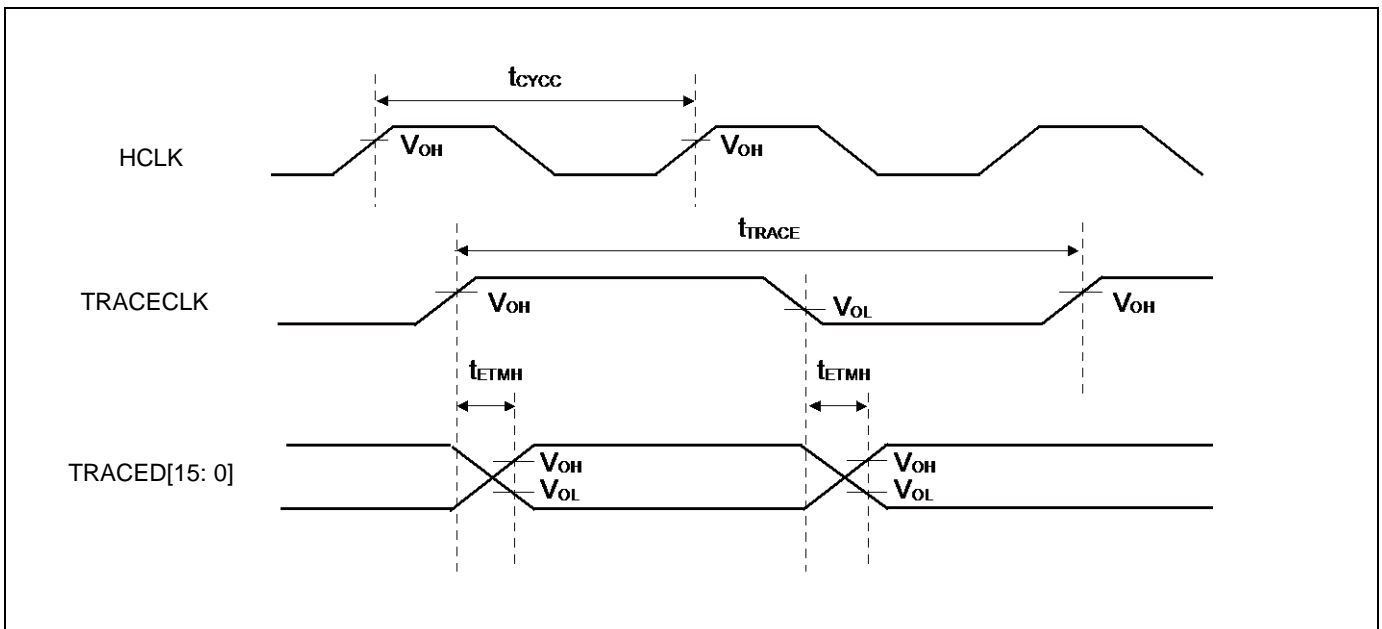 tCYCC
HCLK
VOH
VOH
tTRACE
TRACECLK
VOH
VOL
VOH
tETMH
tETMH
TRACED[15: 0]
VOH
VOH
VOL
VOL